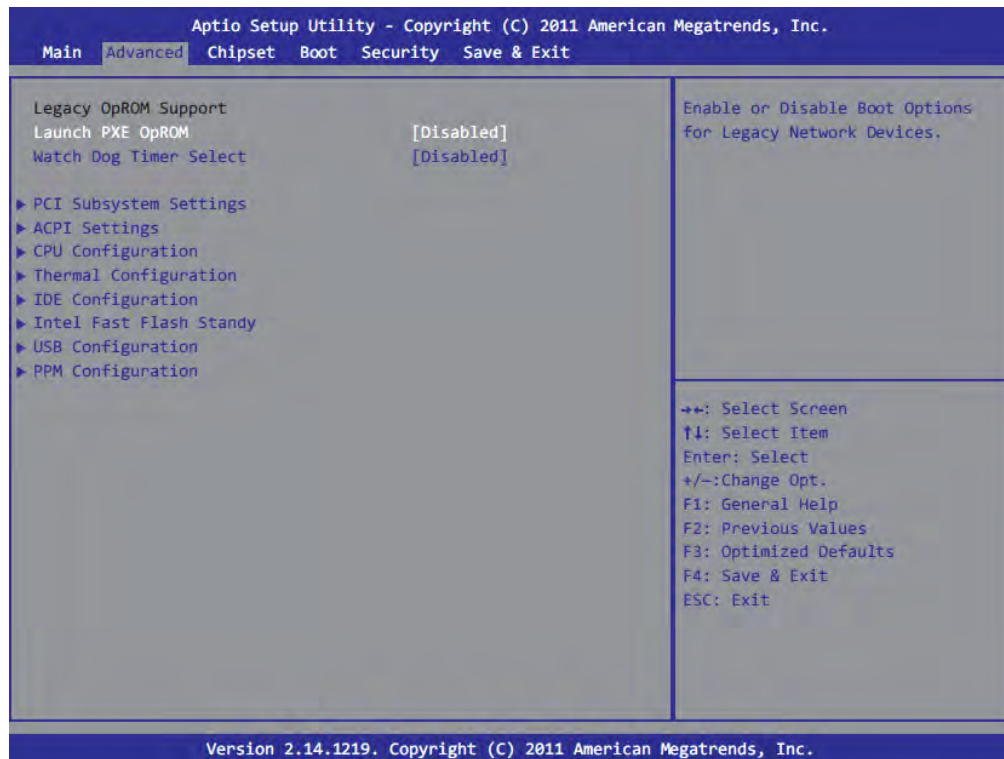 Aptio Setup Utility - Copyright (C) 2011 American Megatrends, Inc.
Main Advanced Chipset Boot Security Save & Exit
Legacy OpROM Support
Launch PXE OpROM [Disabled]
Watch Dog Timer Select [Disabled]
▶ PCI Subsystem Settings
▶ ACPI Settings
▶ CPU Configuration
▶ Thermal Configuration
▶ IDE Configuration
▶ Intel Fast Flash Standy
▶ USB Configuration
▶ PPM Configuration
Enable or Disable Boot Options
for Legacy Network Devices.
→←: Select Screen
↑↓: Select Item
Enter: Select
+/-:Change Opt.
F1: General Help
F2: Previous Values
F3: Optimized Defaults
F4: Save & Exit
ESC: Exit
Version 2.14.1219. Copyright (C) 2011 American Megatrends, Inc.